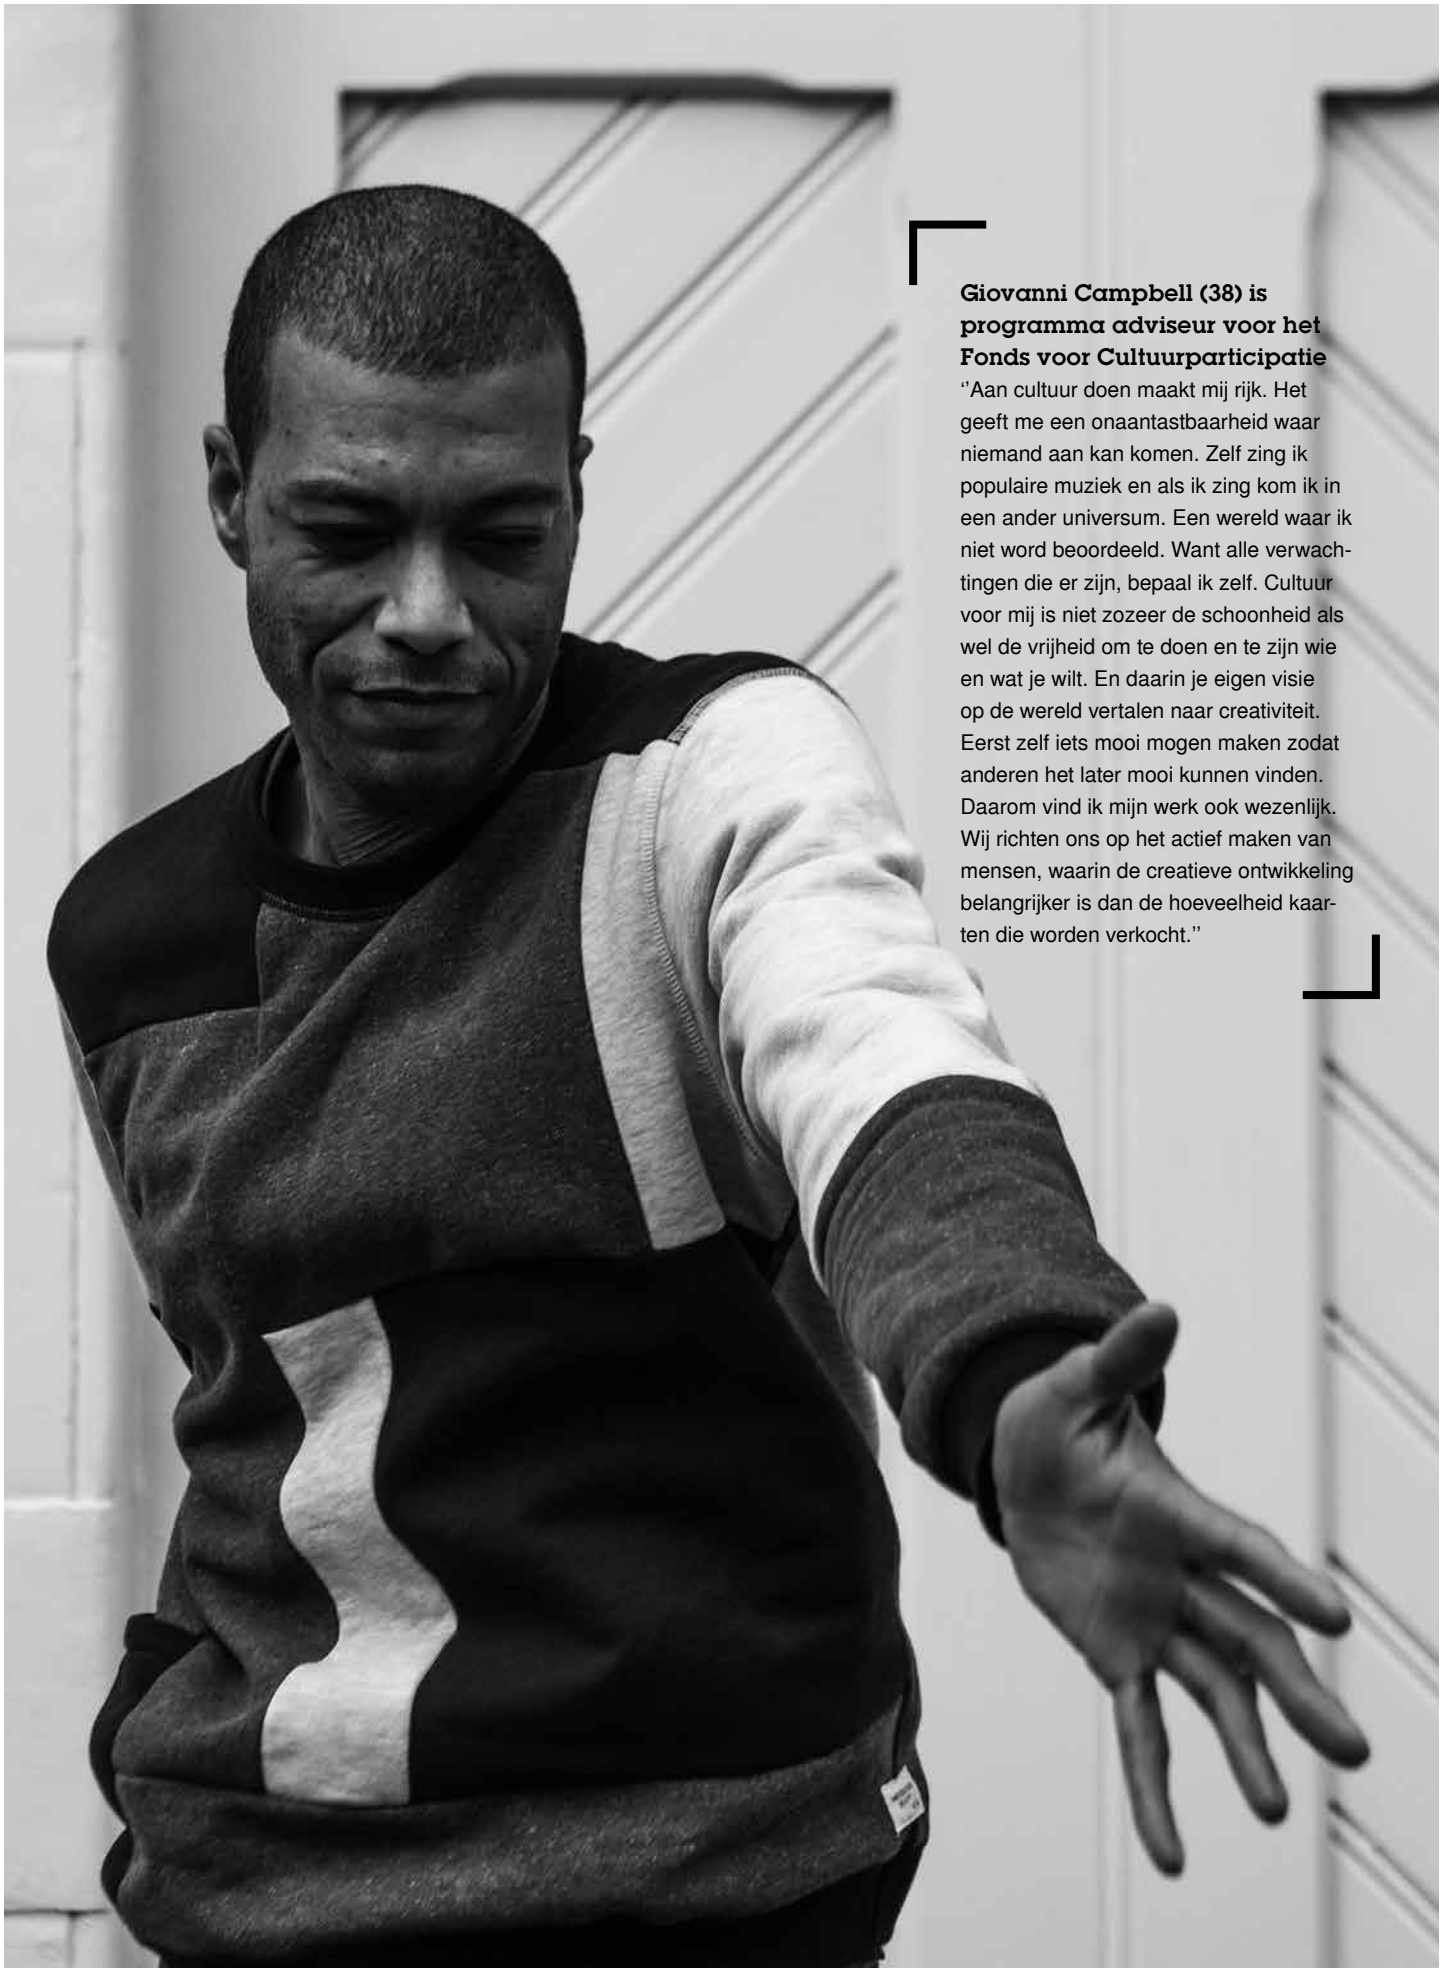 Giovanni Campbell (38) is
programma adviseur voor het
Fonds voor Cultuurparticipatie
‘’Aan cultuur doen maakt mij rijk. Het
geeft me een onaantastbaarheid waar
niemand aan kan komen. Zelf zing ik
populaire muziek en als ik zing kom ik in
een ander universum. Een wereld waar ik
niet word beoordeeld. Want alle verwach-
tingen die er zijn, bepaal ik zelf. Cultuur
voor mij is niet zozeer de schoonheid als
wel de vrijheid om te doen en te zijn wie
en wat je wilt. En daarin je eigen visie
op de wereld vertalen naar creativiteit.
Eerst zelf iets mooi mogen maken zodat
anderen het later mooi kunnen vinden.
Daarom vind ik mijn werk ook wezenlijk.
Wij richten ons op het actief maken van
mensen, waarin de creatieve ontwikkeling
belangrijker is dan de hoeveelheid kaar-
ten die worden verkocht.’’